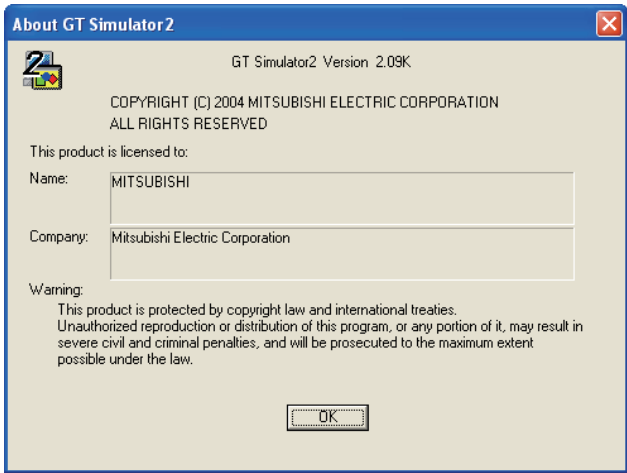 About GT Simulator2
2
GT Simulator2 Version 2.09K
COPYRIGHT (C) 2004 MITSUBISHI ELECTRIC CORPORATION
ALL RIGHTS RESERVED
This product is licensed to:
Name:
MITSUBISHI
Company:
Mitsubishi Electric Corporation
Warning:
This product is protected by copyright law and international treaties.
Unauthorized reproduction or distribution of this program, or any portion of it, may result in
severe civil and criminal penalties, and will be prosecuted to the maximum extent
possible under the law.
OK